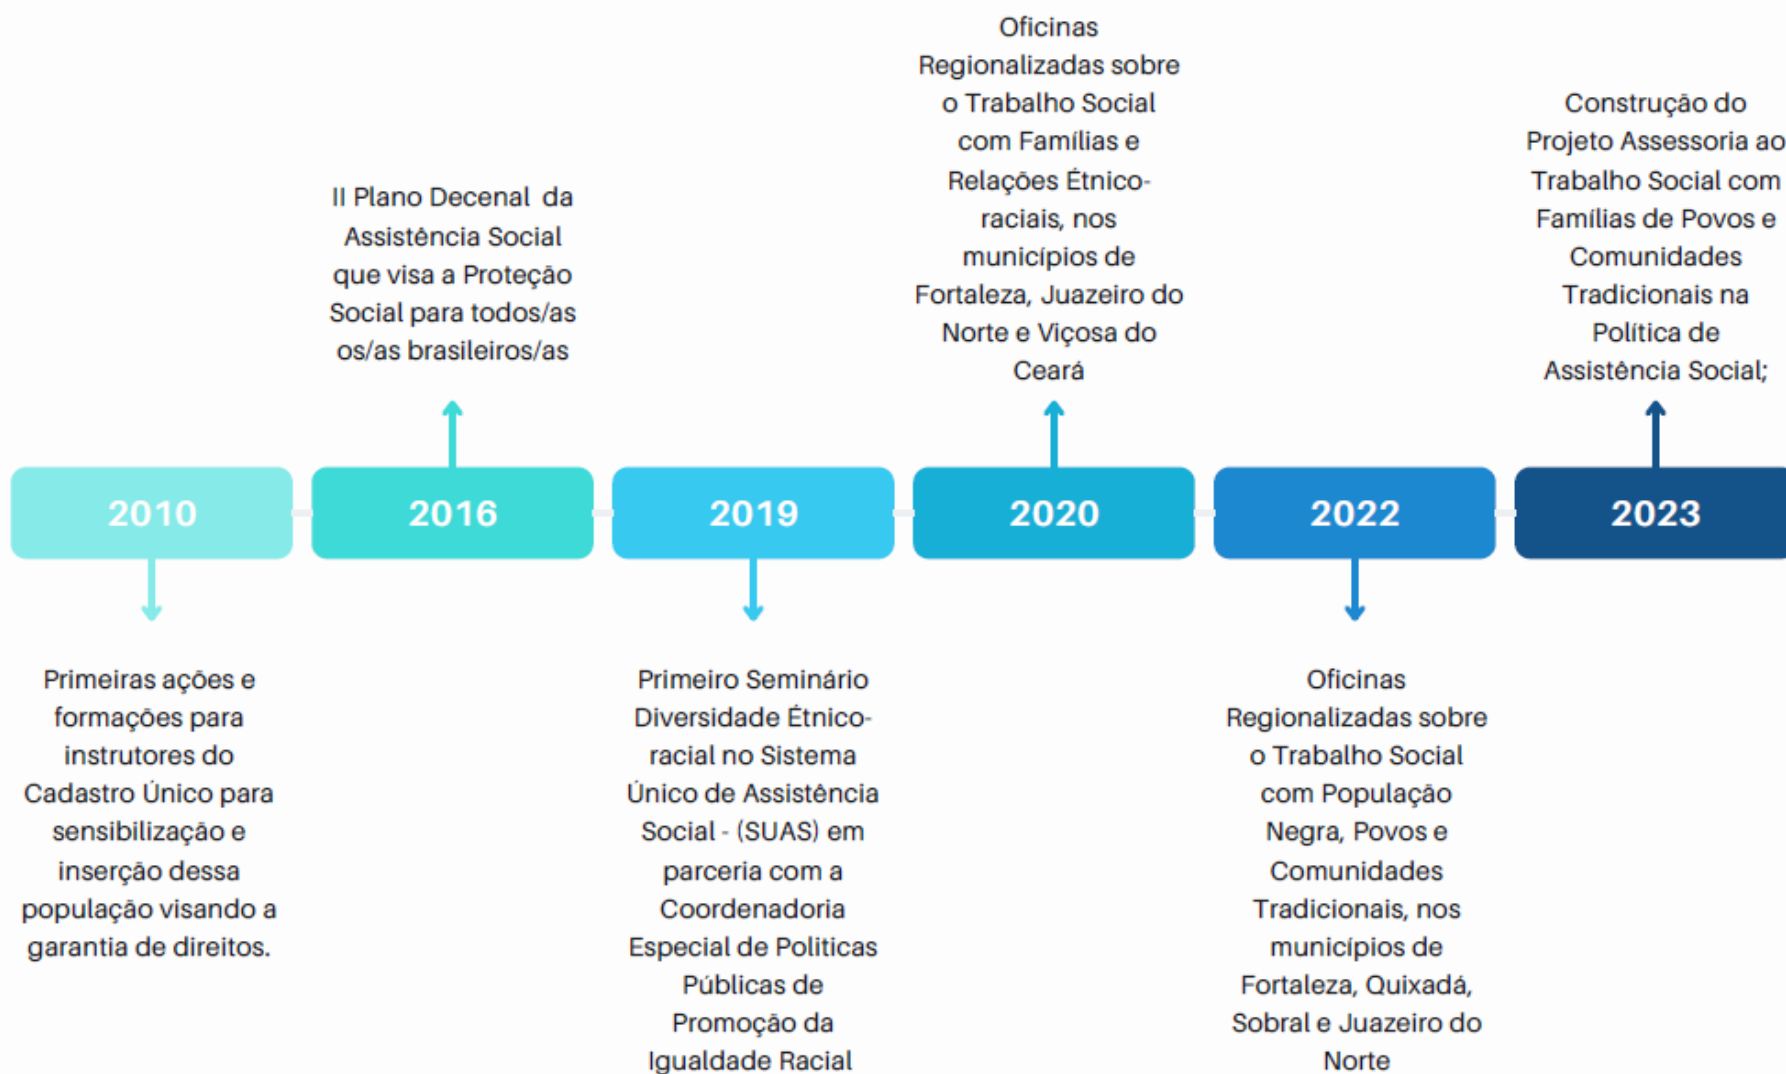 2010
Primeiras ações e
formações para
instrutores do
Cadastro Único para
sensibilização e
inserção dessa
população visando a
garantia de direitos.
II Plano Decenal da
Assistência Social
que visa a Proteção
Social para todos/as
os/as brasileiros/as
2016
2019
Primeiro Seminário
Diversidade Étnico-
racial no Sistema
Único de Assistência
Social - (SUAS) em
parceria com a
Coordenadoria
Especial de Politicas
Públicas de
Promoção da
Igualdade Racial
Oficinas
Regionalizadas sobre
o Trabalho Social
com Famílias e
Relações Étnico-
raciais, nos
municípios de
Fortaleza, Juazeiro do
Norte e Viçosa do
Ceará
2020
2022
Oficinas
Regionalizadas sobre
o Trabalho Social
com População
Negra, Povos e
Comunidades
Tradicionais, nos
municípios de
Fortaleza, Quixadá,
Sobral e Juazeiro do
Norte
Construção do
Projeto Assessoria ao
Trabalho Social com
Famílias de Povos e
Comunidades
Tradicionais na
Política de
Assistência Social;
2023